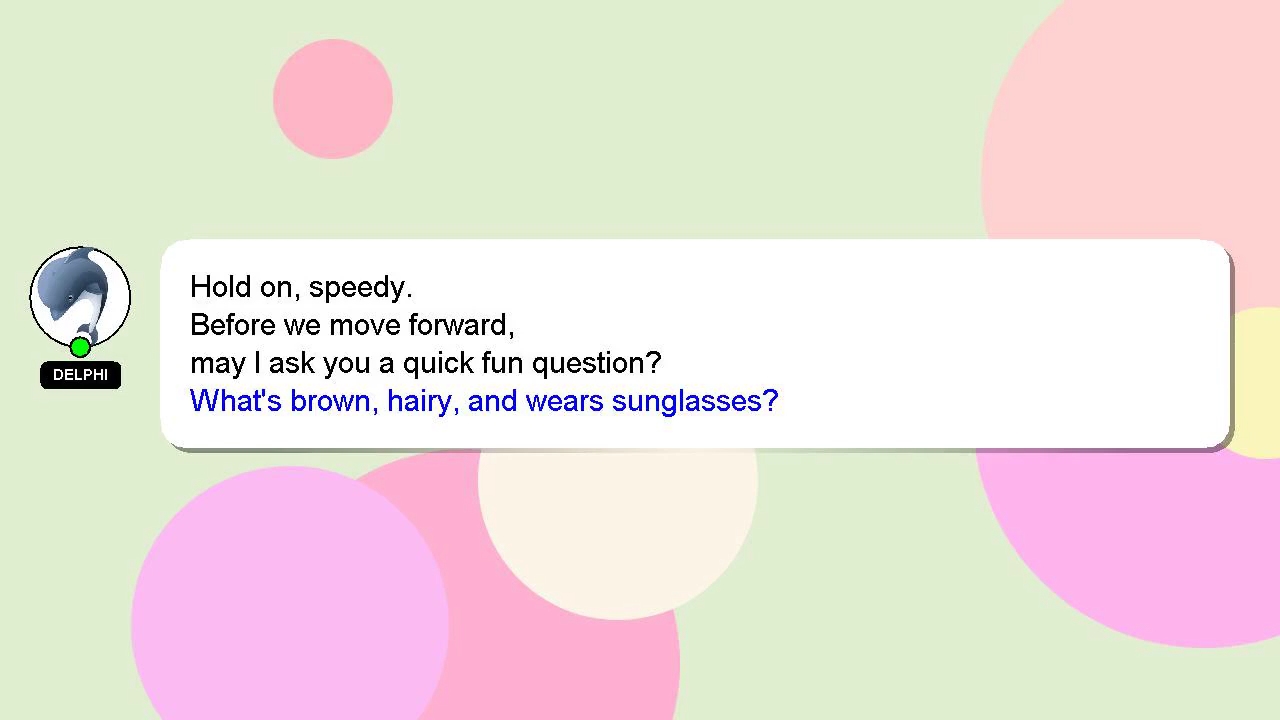 Hold on, speedy.
Before we move forward,
may I ask you a quick fun question?
What's brown, hairy, and wears sunglasses?
DELPHI